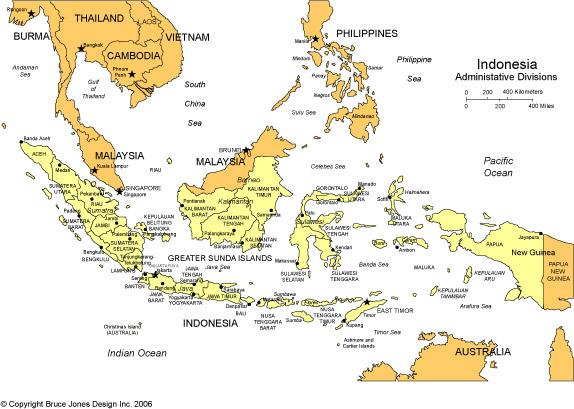 Rangoon
BURMA
THAILAND
LAOS
VIETNAM
Bangkok
CAMBODIA
Phnom
Penh
Andaman
Sea
Gulf
of
Thailand
South
China
Sea
PHILIPPINES
Manila
Mindoro
Samar
Panay
Negros
Mindanao
Sulu Sea
Philippine
Sea
Indonesia
Administative Divisions
0 200 400 Kilometers
0 200 400 Miles
Banda Aceh
ACEH
Medan
SUMATERA
UTARA
MALAYSIA
Kuala Lumpur
SINGAPORE
Singapore
RIAU
Pekanbaru
RIAU
Sumatra
Padang
SUMATERA
BARAT
Jambi
JAMBI
KEPULAUAN
BELITUNG
BANGKA
Pangkalpinang
Palembang
SUMATERA
SELATAN
Bengkulu
BENGKULU
Tanjungkarang-
Telukbetung
LAMPUNG
BRUNEI
MALAYSIA
Borneo
Kalimantan
Pontianak
KALIMANTAN
BARAT
KALIMANTAN
TIMUR
Samarinda
KALIMANTAN
TENGAH
Palangkaraya
Banjarmasin
KALIMANTAN
SELATAN
Celebes Sea
GORONTALO
Gorontalo
Manado
SULAWESI
UTARA
Palu
Sulawesi
SULAWESI
TENGAH
Kendari
Makassar
SULAWESI
SELATAN
SULAWESI
TENGGARA
Halmahera
Sofifi
MALUKU
UTARA
Buru
Ceram
Ambon
Banda Sea
MALUKU
Pacific
Ocean
PAPUA
Jayapura
New Guinea
PAPUA
NEW
GUINEA
KEPULAUAN
ARU
KEPULAUAN
TANIMBAR
Arafura Sea
GREATER SUNDA ISLANDS
JAKARTA RAYA
Jakarta
Java Sea
Serang
BANTEN
Bandung
JAWA
BARAT
JAWA
TENGAH
Semarang
Java
Yogyakarta
YOGYAKARTA
Surabaya
JAWA TIMUR
Denpasar
BALI
Sumbawa
NUSA
TENGGARA
BARAT
Sumba
Flores
NUSA
TENGGARA
TIMUR
Timor
Kupang
EAST TIMOR
Timor Sea
Ashmore and
Cartier Islands
Christmas Island
(AUSTRALIA)
INDONESIA
Indian Ocean
AUSTRALIA
© Copyright Bruce Jones Design Inc. 2006